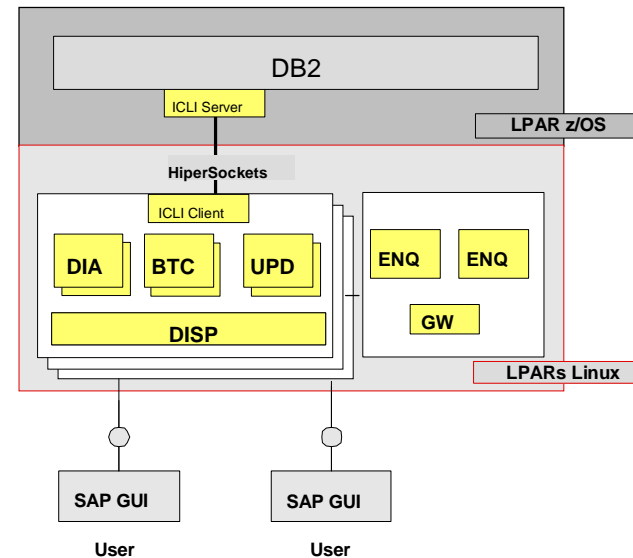 DB2
ICLI Server
LPAR z/OS
HiperSockets
ICLI Client
DIA
BTC
UPD
ENQ
ENQ
DISP
GW
LPARs Linux
SAP GUI
SAP GUI
User
User